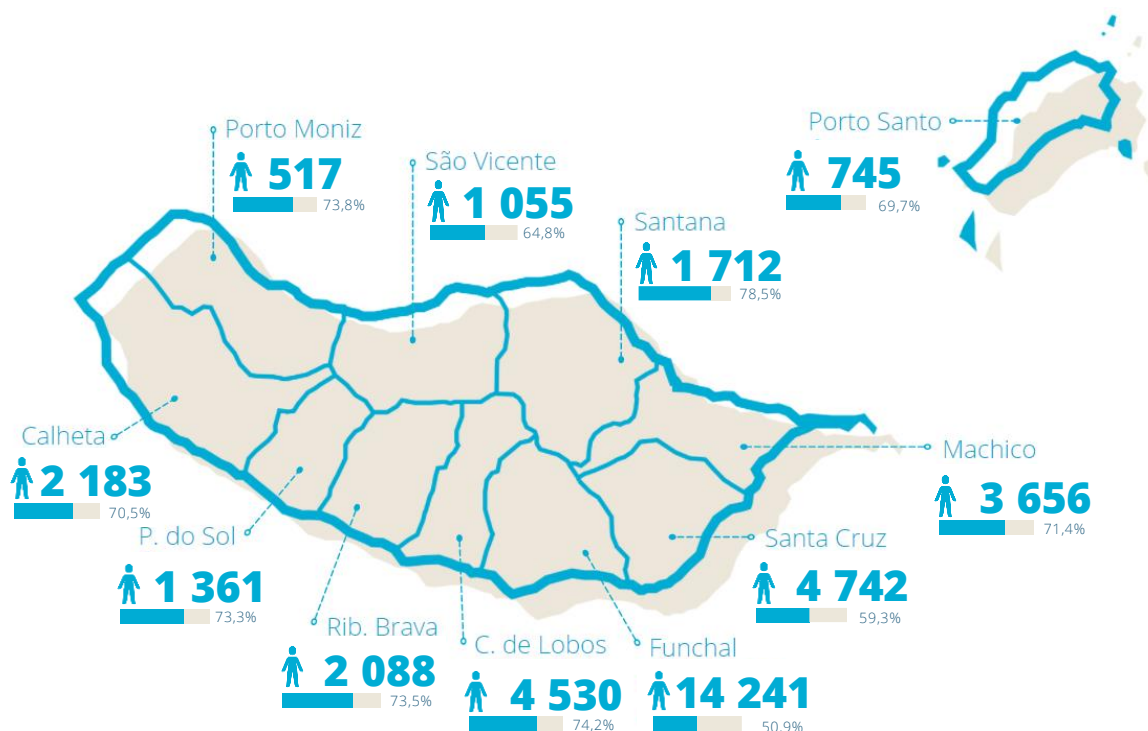 Porto Moniz
517
73,8%
São Vicente
1 055
64,8%
Santana
1 712
78,5%
Porto Santo
745
69,7%
Calheta
2 183
70,5%
Machico
3 656
71,4%
P. do Sol
1 361
73,3%
Santa Cruz
4 742
59,3%
Rib. Brava
2 088
73,5%
C. de Lobos
4 530
74,2%
Funchal
14 241
50,9%